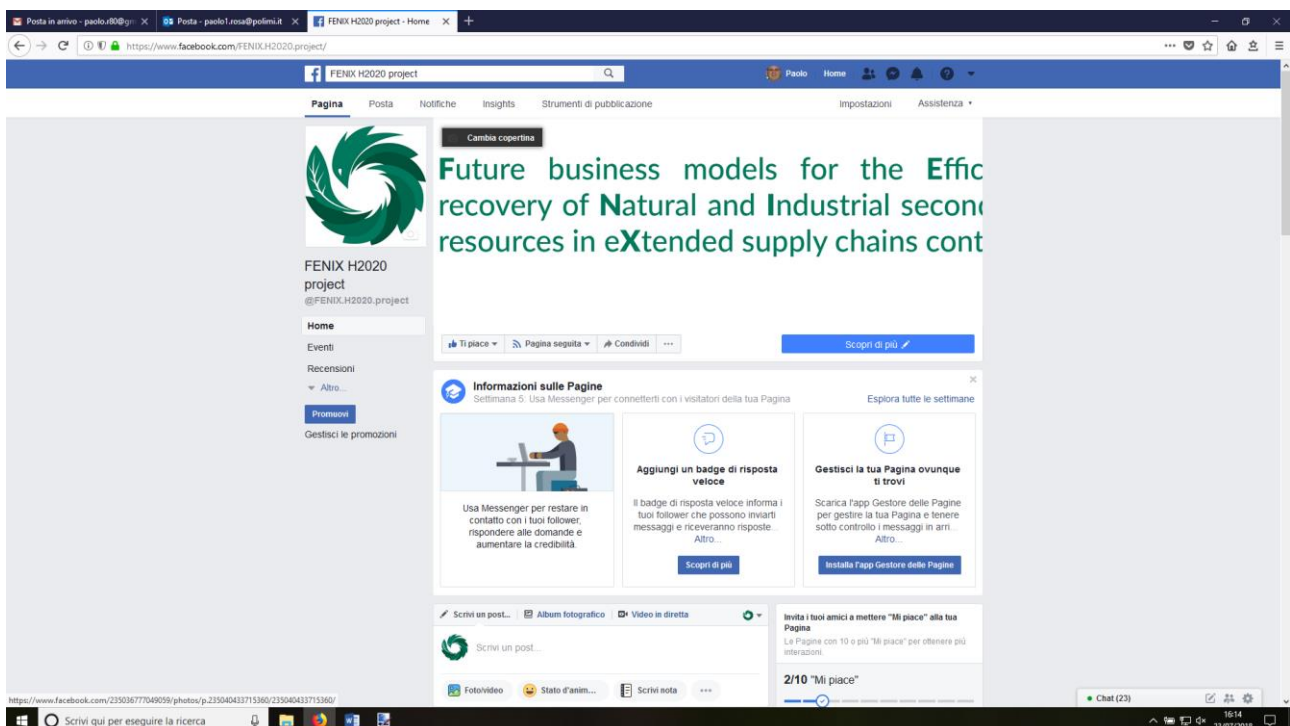 Posta in arrivo - paolo.r80@gm
Posta - paolo1.rosa@polimi.it
FENIX H2020 project - Home
https://www.facebook.com/FENIX.H2020.project/
FENIX H2020 project
Paolo
Home
Pagina
Posta
Notifiche
Insights
Strumenti di pubblicazione
Impostazioni
Assistenza
Cambia copertina
Future business models for the Effic
recovery of Natural and Industrial secon
resources in eXtended supply chains cont
FENIX H2020
project
@FENIX.H2020.project
Home
Eventi
Recensioni
Altro...
Promuovi
Gestisci le promozioni
Ti piace
Pagina seguita
Condividi
Scopri di più
Informazioni sulle Pagine
Settimana 5: Usa Messenger per connetterti con i visitatori della tua Pagina
Esplora tutte le settimane
Usa Messenger per restare in
contatto con i tuoi follower,
rispondere alle domande e
aumentare la credibilità.
Aggiungi un badge di risposta
veloce
Il badge di risposta veloce informa i
tuoi follower che possono inviarti
messaggi e riceveranno risposte...
Altro...
Scopri di più
Gestisci la tua Pagina ovunque
ti trovi
Scarica l'app Gestore delle Pagine
per gestire la tua Pagina e tenere
sotto controllo i messaggi in arri...
Altro...
Installa l'app Gestore delle Pagine
Scrivi un post...
Album fotografico
Video in diretta
Scrivi un post...
Foto/video
Stato d'anim...
Scrivi nota
Invita i tuoi amici a mettere "Mi piace" alla tua
Pagina
Le Pagine con 10 o più "Mi piace" per ottenere più
interazioni.
2/10 "Mi piace"
Chat (23)
https://www.facebook.com/235036777049059/photos/p.235040433715360/235040433715360/
Scrivi qui per eseguire la ricerca
16:14